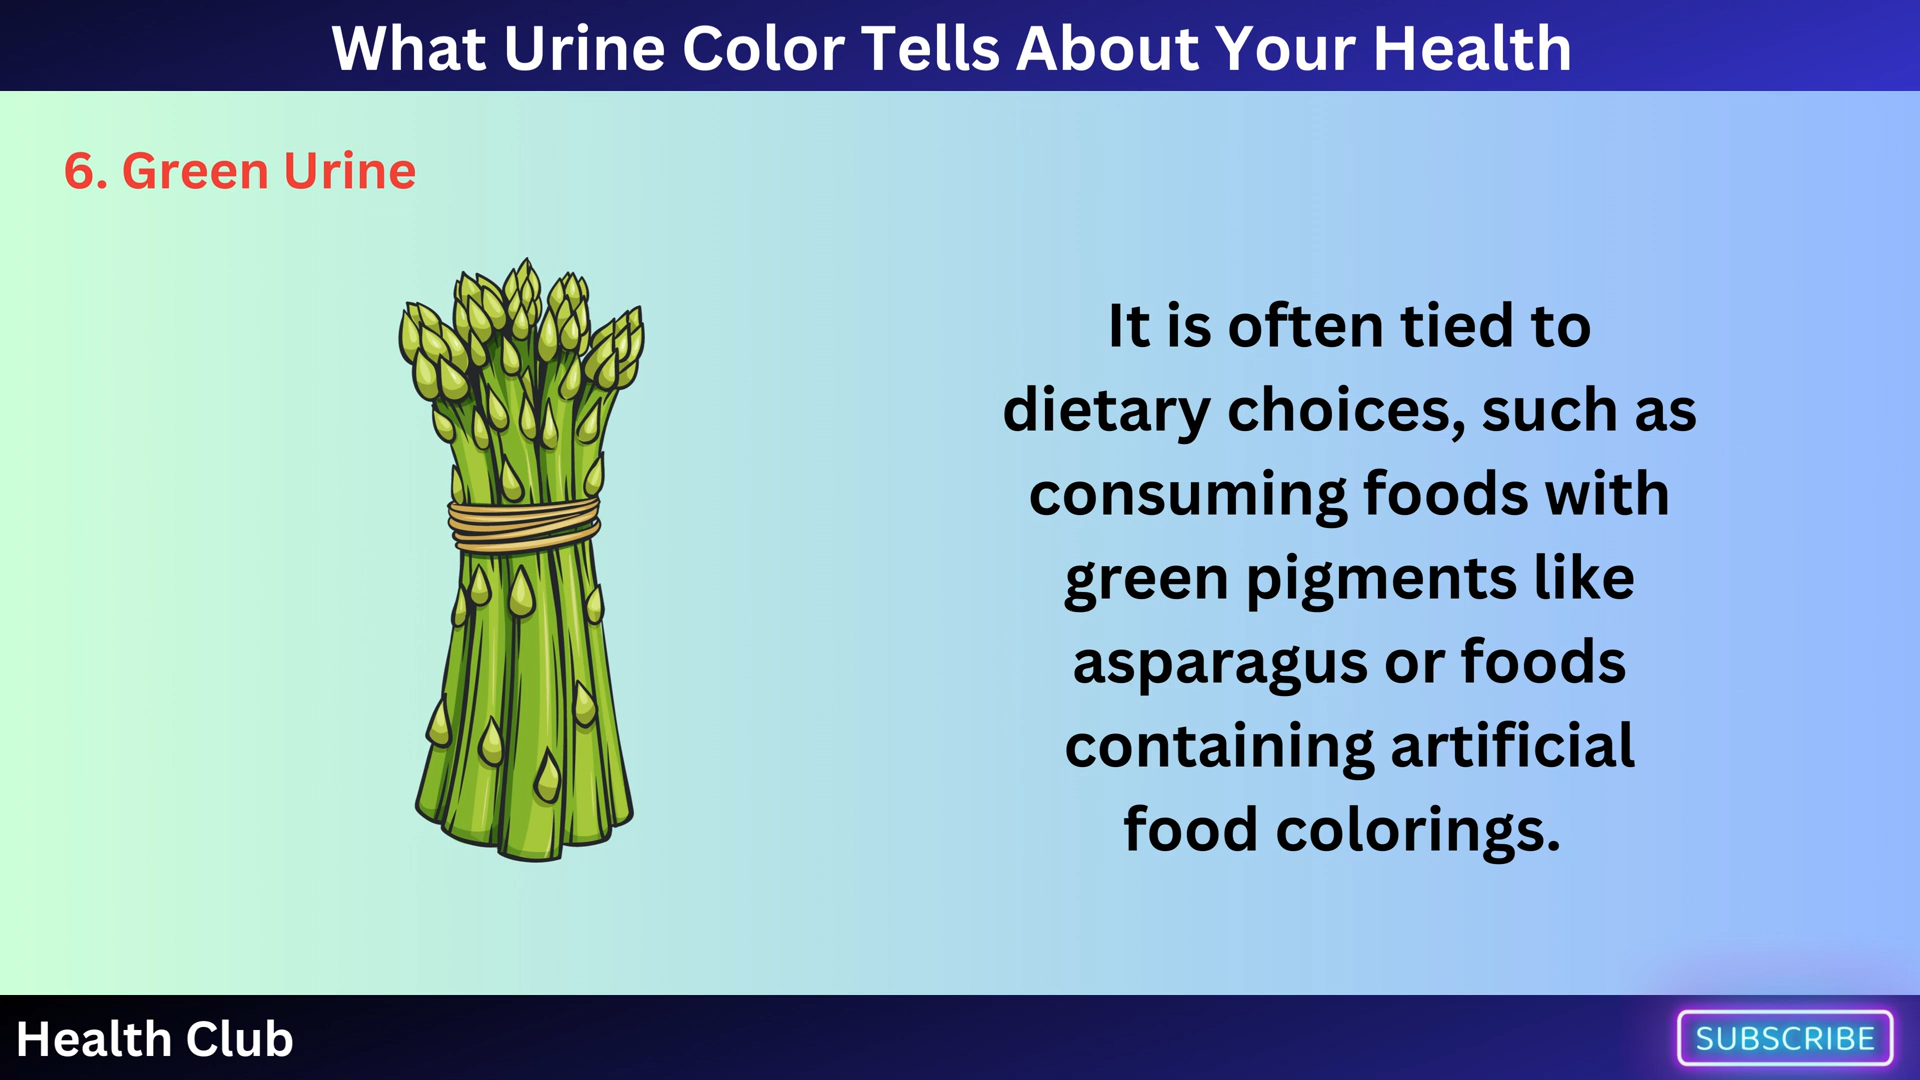 What Urine Color Tells About Your Health
6. Green Urine
It is often tied to
dietary choices, such as
consuming foods with
green pigments like
asparagus or foods
containing artificial
food colorings.
Health Club
SUBSCRIBE